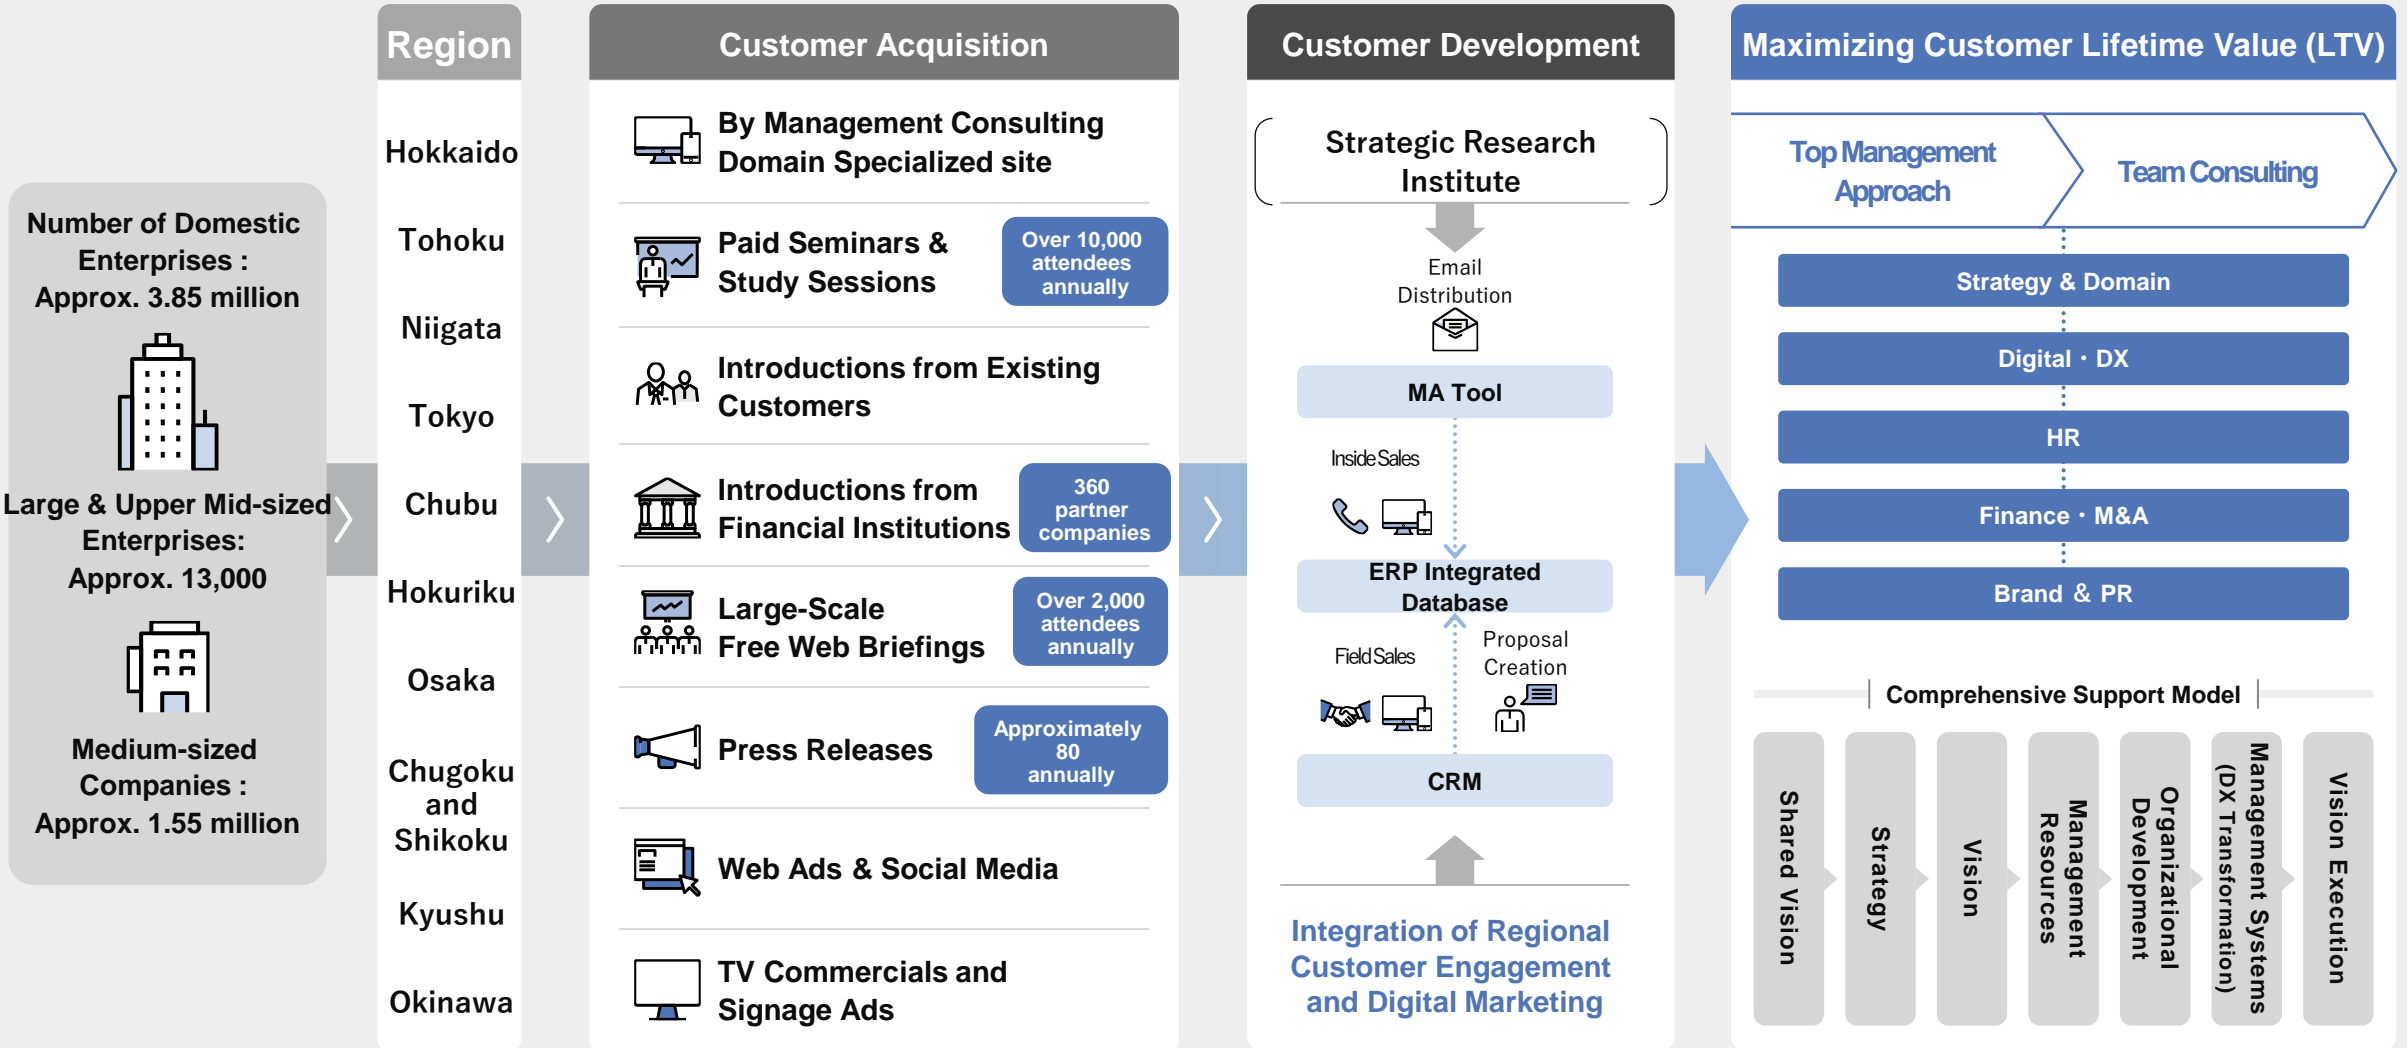 Number of Domestic
Enterprises :
Approx. 3.85 million
Large & Upper Mid-sized
Enterprises:
Approx. 13,000
Medium-sized
Companies :
Approx. 1.55 million
Region
Hokkaido
Tohoku
Niigata
Tokyo
Chubu
Hokuriku
Osaka
Chugoku
and
Shikoku
Kyushu
Okinawa
Customer Acquisition
By Management Consulting
Domain Specialized site
Paid Seminars &
Study Sessions
Over 10,000
attendees
annually
Introductions from Existing
Customers
Introductions from
Financial Institutions
360
partner
companies
Large-Scale
Free Web Briefings
Over 2,000
attendees
annually
Press Releases
Approximately
80
annually
Web Ads & Social Media
TV Commercials and
Signage Ads
Customer Development
Strategic Research
Institute
Email
Distribution
MA Tool
Inside Sales
ERP Integrated
Database
Field Sales
Proposal
Creation
CRM
Integration of Regional
Customer Engagement
and Digital Marketing
Maximizing Customer Lifetime Value (LTV)
Top Management
Approach
Team Consulting
Strategy & Domain
Digital・DX
HR
Finance・M&A
Brand ＆ PR
Comprehensive Support Model
Shared Vision
Strategy
Vision
Management
Resources
Organizational
Development
Management Systems
(DX Transformation)
Vision Execution